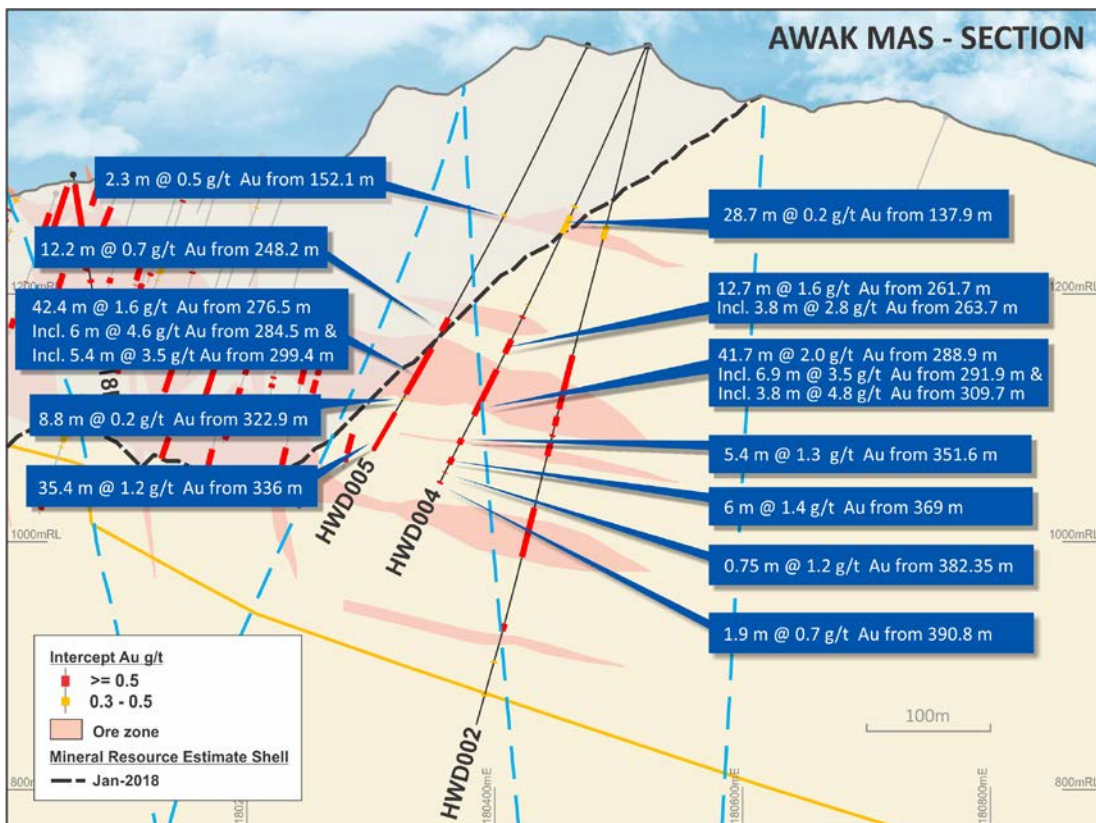 AWAK MAS - SECTION
2.3 m @ 0.5 g/t Au from 152.1 m
12.2 m @ 0.7 g/t Au from 248.2 m
42.4 m @ 1.6 g/t Au from 276.5 m
Incl. 6 m @ 4.6 g/t Au from 284.5 m &
Incl. 5.4 m @ 3.5 g/t Au from 299.4 m
8.8 m @ 0.2 g/t Au from 322.9 m
35.4 m @ 1.2 g/t Au from 336 m
28.7 m @ 0.2 g/t Au from 137.9 m
12.7 m @ 1.6 g/t Au from 261.7 m
Incl. 3.8 m @ 2.8 g/t Au from 263.7 m
41.7 m @ 2.0 g/t Au from 288.9 m
Incl. 6.9 m @ 3.5 g/t Au from 291.9 m &
Incl. 3.8 m @ 4.8 g/t Au from 309.7 m
5.4 m @ 1.3 g/t Au from 351.6 m
6 m @ 1.4 g/t Au from 369 m
0.75 m @ 1.2 g/t Au from 382.35 m
1.9 m @ 0.7 g/t Au from 390.8 m
1200mRL
1200mRL
1000mRL
1000mRL
800mRL
HWD005
HWD004
HWD002
Intercept Au g/t
>= 0.5
0.3 - 0.5
Ore zone
Mineral Resource Estimate Shell
Jan-2018
100m
180400mE
180600mE
180800mE